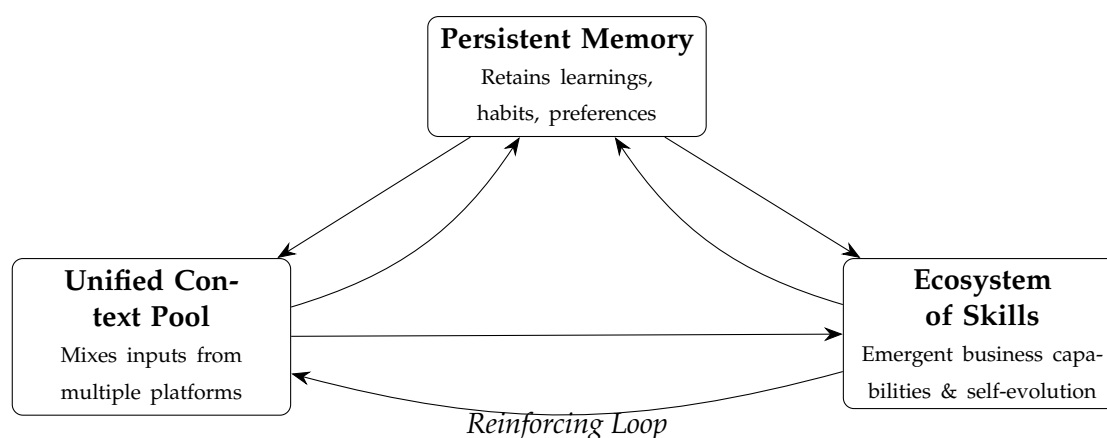 Persistent Memory
Retains learnings,
habits, preferences
Unified Con-
text Pool
Mixes inputs from
multiple platforms
Ecosystem
of Skills
Emergent business capa-
bilities & self-evolution
Reinforcing Loop